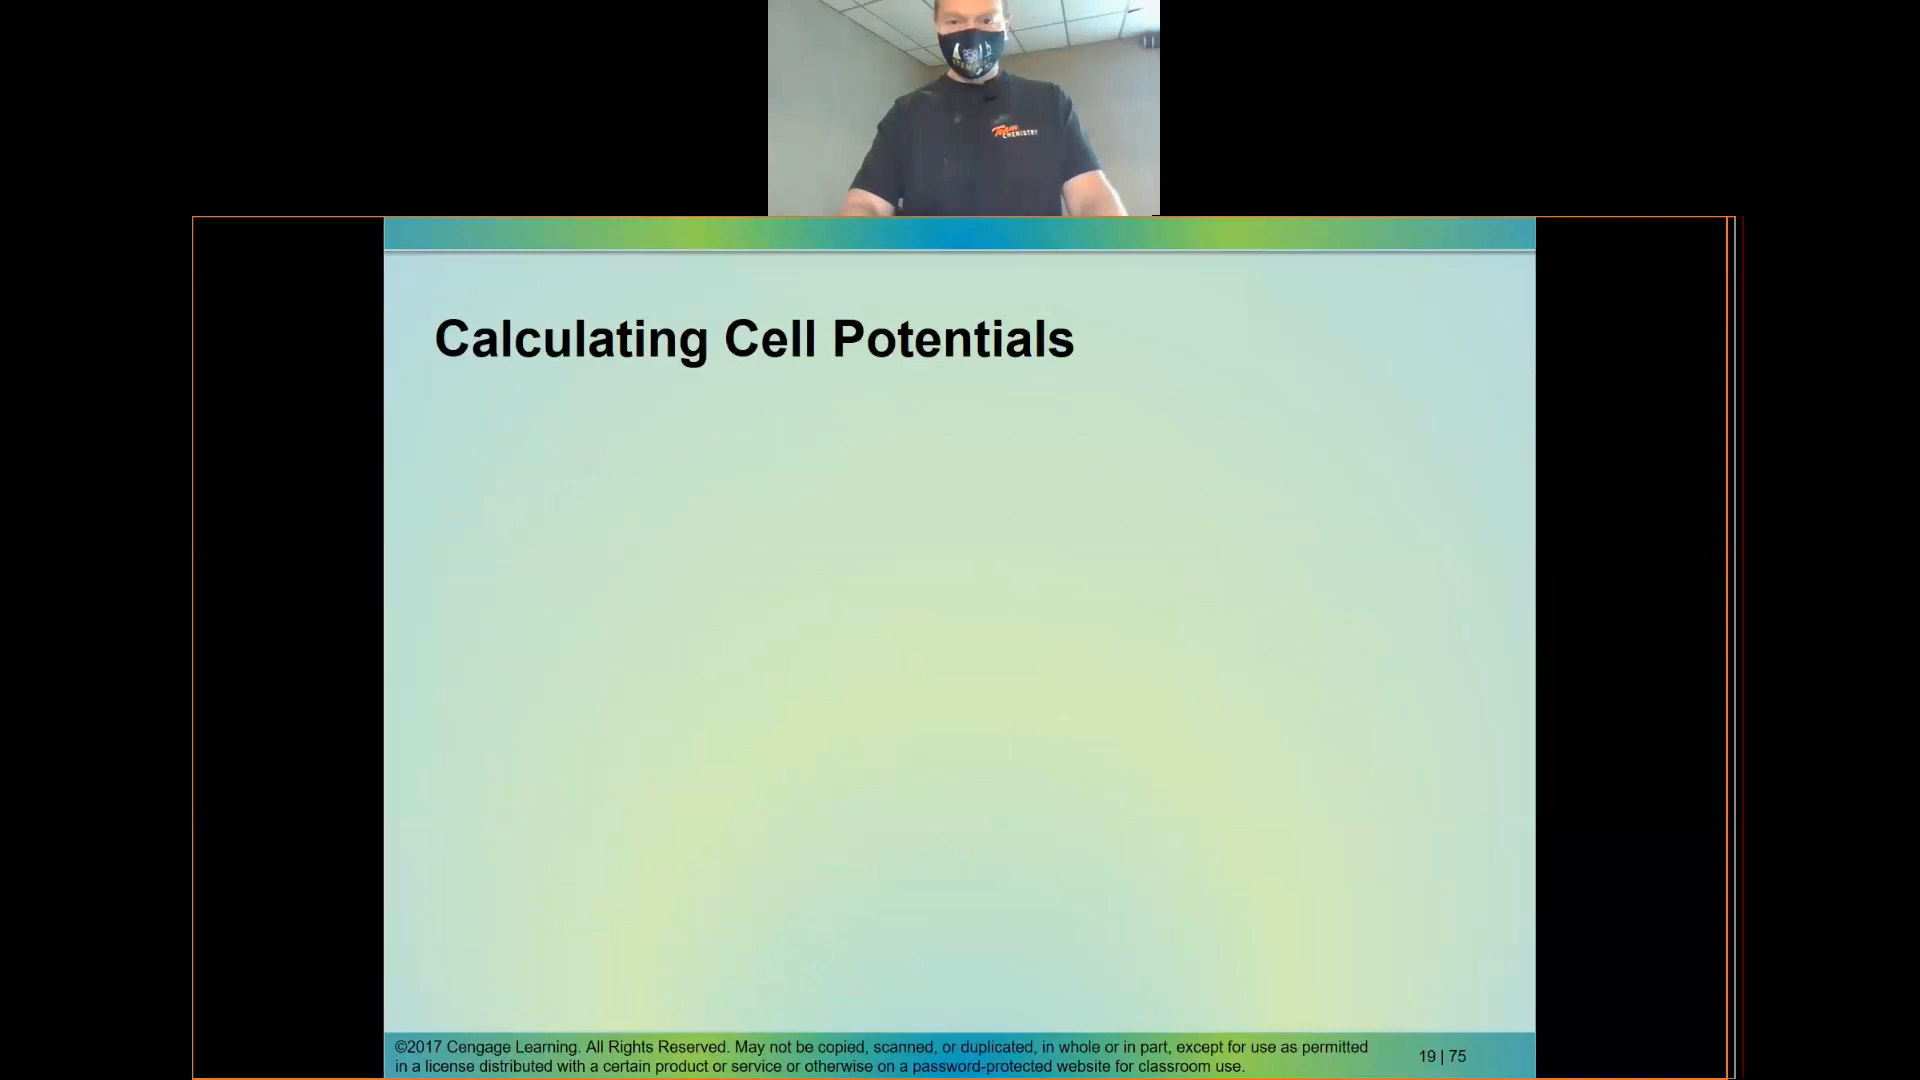 Team
CHEMISTRY
Calculating Cell Potentials
©2017 Cengage Learning. All Rights Reserved. May not be copied, scanned, or duplicated, in whole or in part, except for use as permitted
in a license distributed with a certain product or service or otherwise on a password-protected website for classroom use.
19 | 75